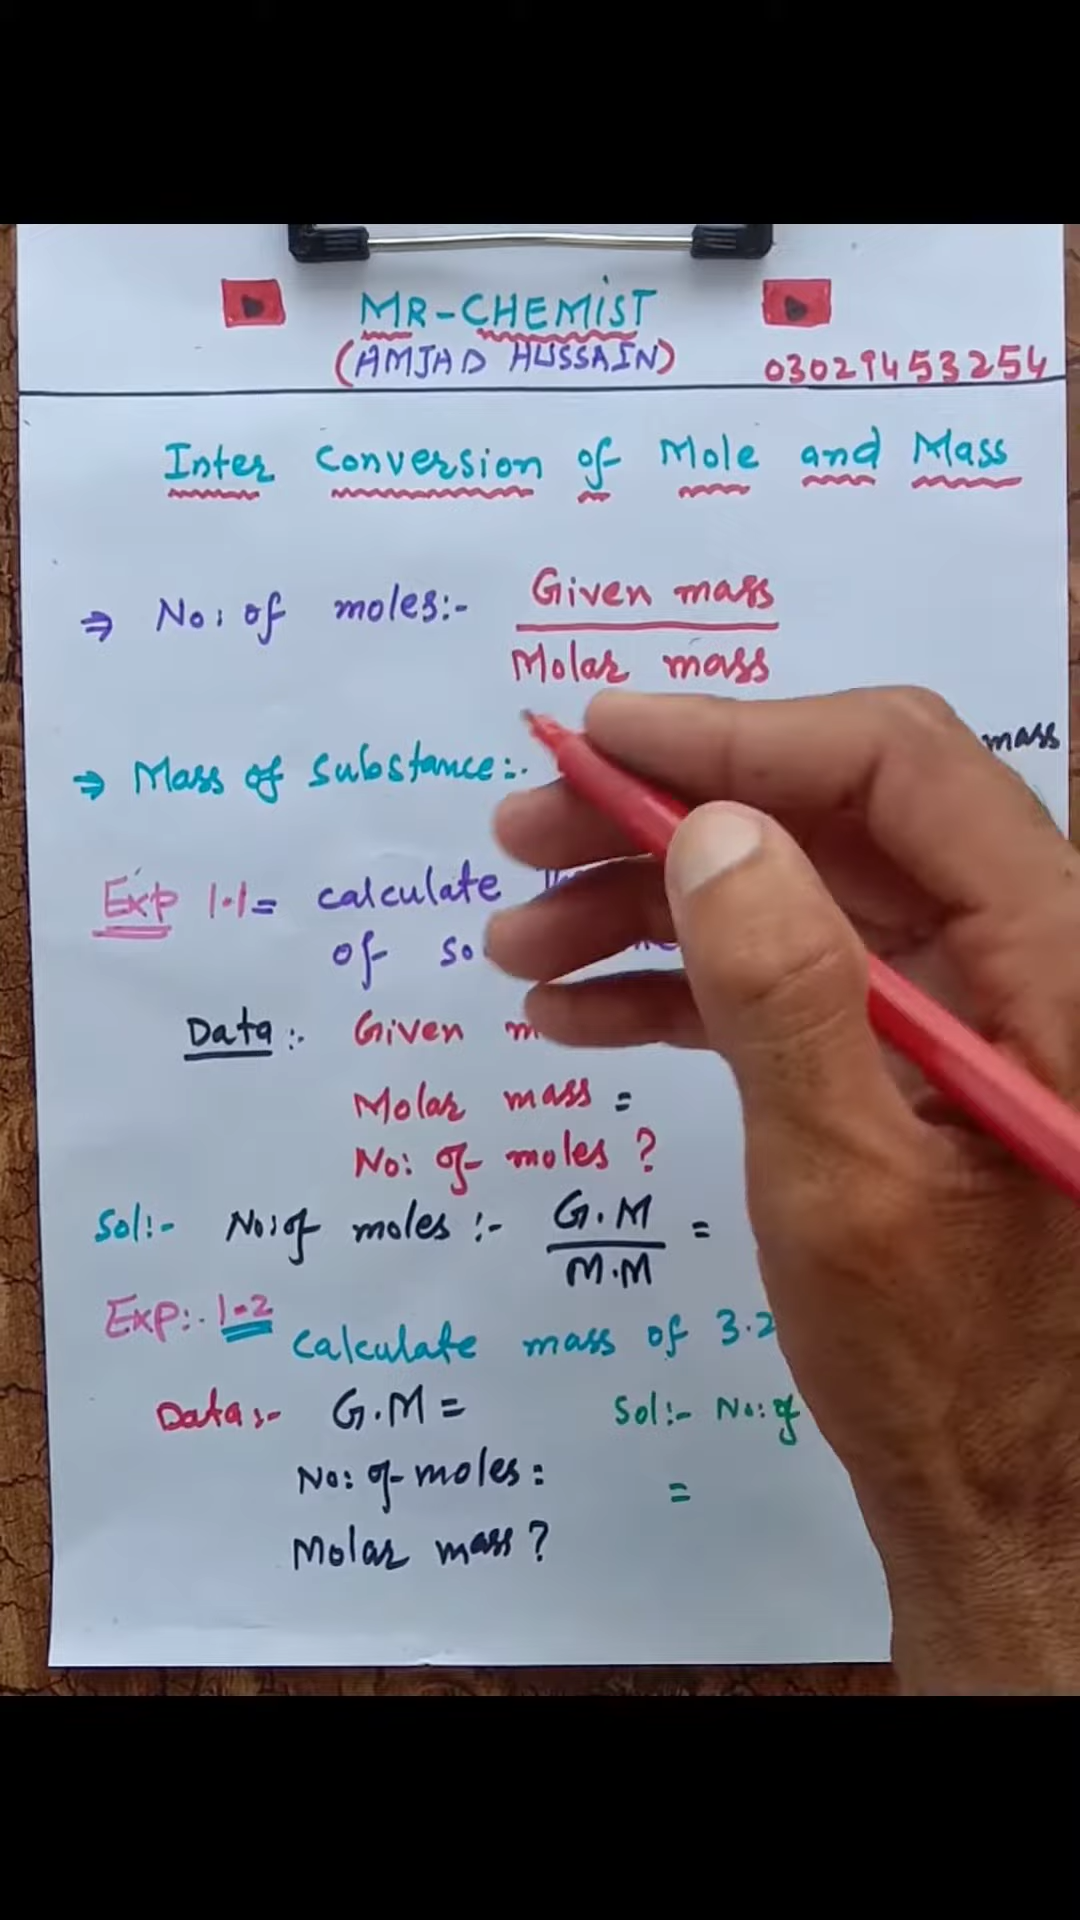 MR-CHEMIST
(AMJAD HUSSAIN)
03029453254
Inter Conversion of Mole and Mass
⇒ No: of moles:- Given mass
Molar mass
⇒ Mass of Substance:- mass
Exp 1.1= calculate
of
Data:- Given
Molar mass =
No: of moles ?
Sol:- No: of moles :- G.M =
M.M
Exp:- 1.2
calculate mass of 3.2
Data:- G.M = Sol:- No: of
No: of moles: =
Molar mass ?